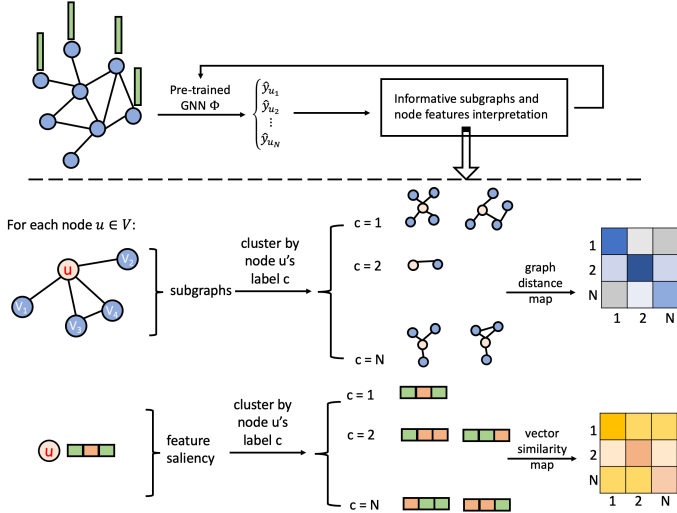 Pre-trained
GNN Φ
ŷ_{u_1}
ŷ_{u_2}
⋮
ŷ_{u_N}
Informative subgraphs and
node features interpretation
For each node u ∈ V:
u
V_2
V_1
V_3
V_4
subgraphs
cluster by
node u's
label c
c = 1
c = 2
c = N
graph
distance
map
1
2
N
1 2 N
u
feature
saliency
cluster by
node u's
label c
c = 1
c = 2
c = N
vector
similarity
map
1
2
N
1 2 N